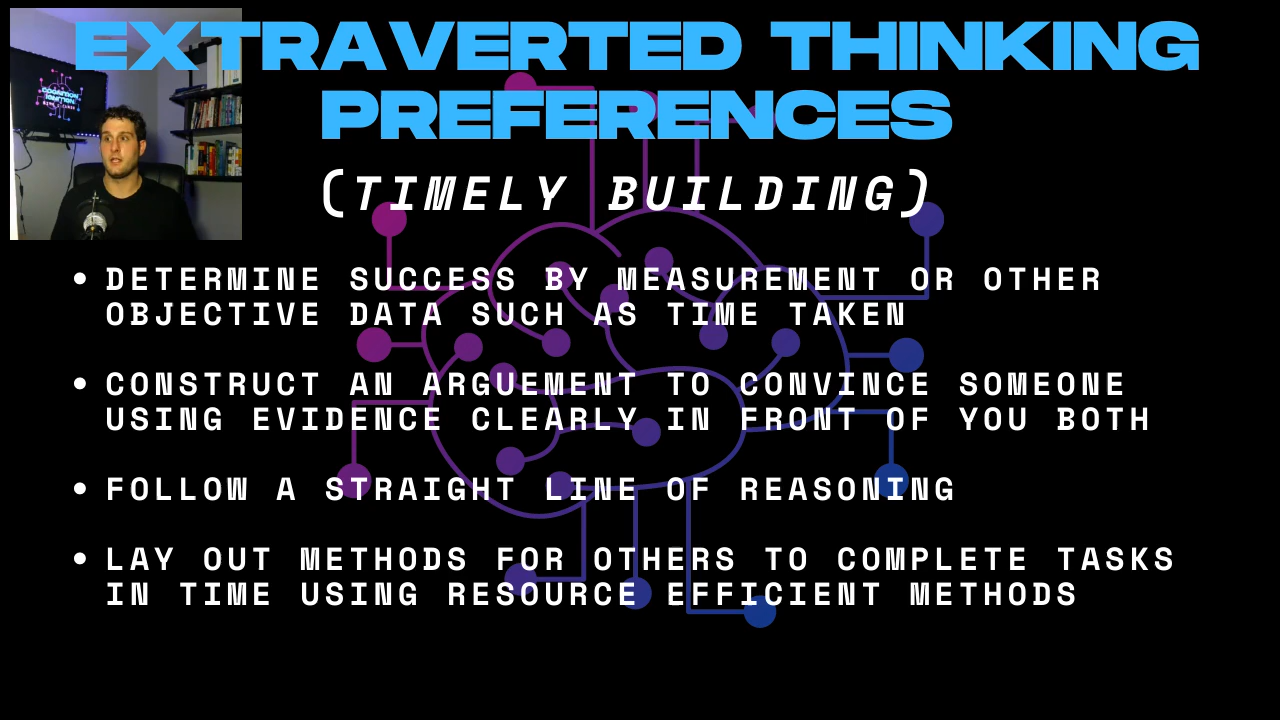 EXTRAVERTED THINKING
PREFERENCES
(TIMELY BUILDING)
• DETERMINE SUCCESS BY MEASUREMENT OR OTHER
OBJECTIVE DATA SUCH AS TIME TAKEN
• CONSTRUCT AN ARGUEMENT TO CONVINCE SOMEONE
USING EVIDENCE CLEARLY IN FRONT OF YOU BOTH
• FOLLOW A STRAIGHT LINE OF REASONING
• LAY OUT METHODS FOR OTHERS TO COMPLETE TASKS
IN TIME USING RESOURCE EFFICIENT METHODS
COGNITION
IGNITION